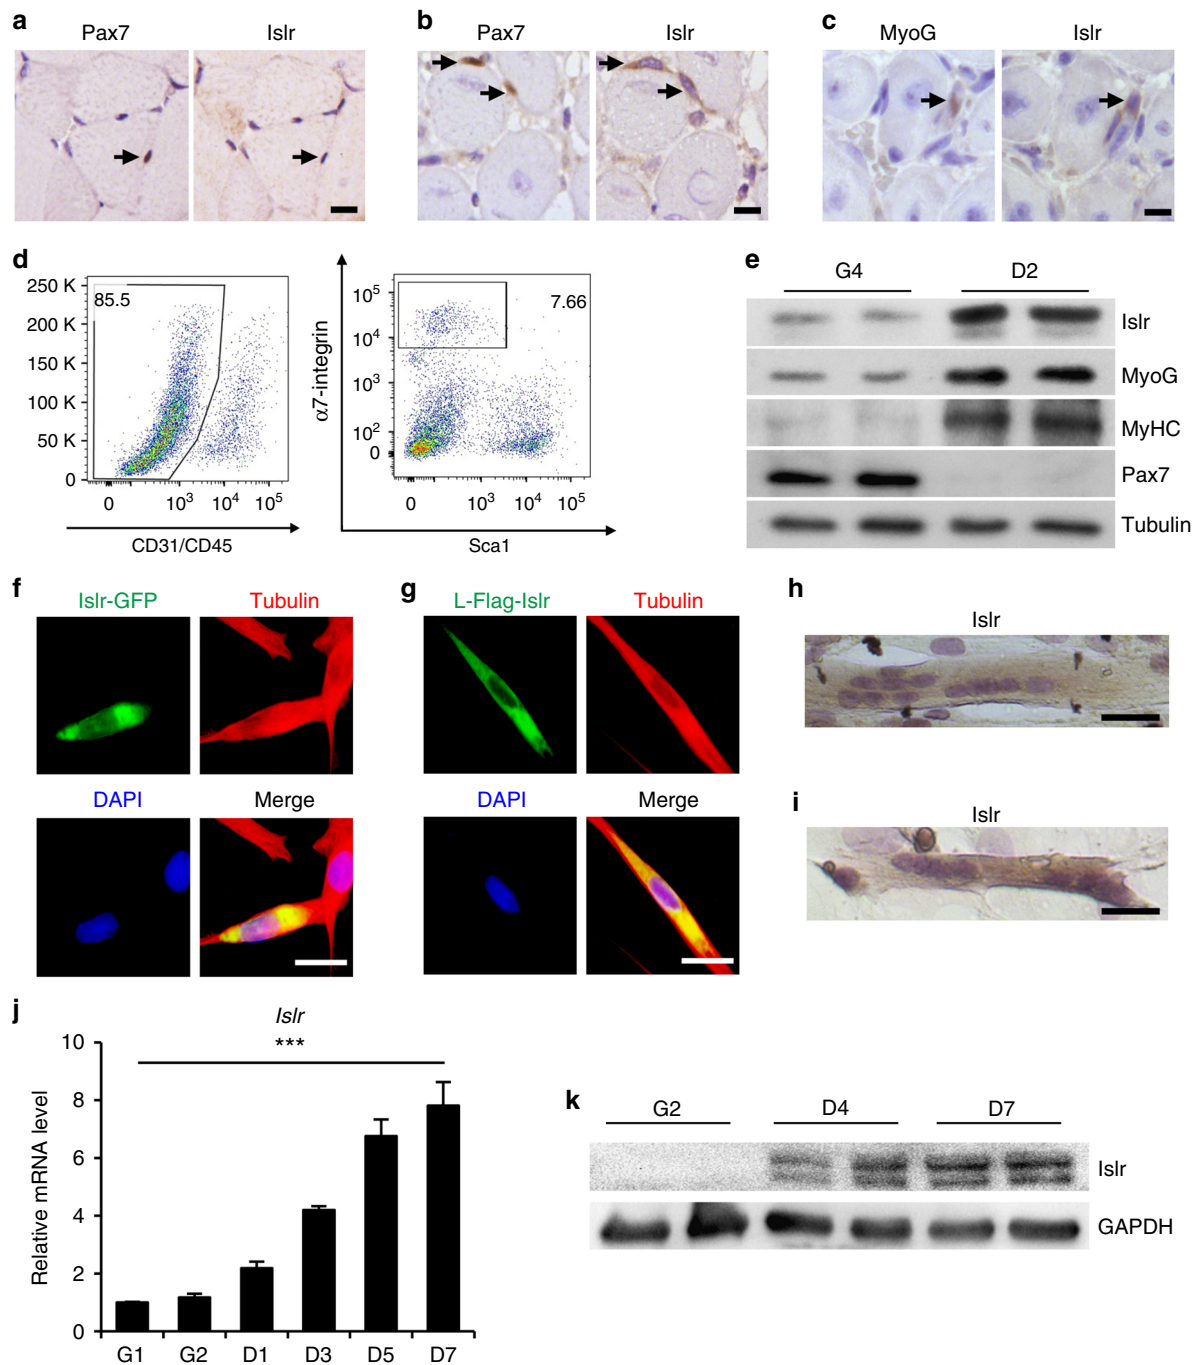 a
Pax7 Islr
b
Pax7 Islr
c
MyoG Islr
d
250 K
200 K
150 K
100 K
50 K
0
85.5
0 10³ 10⁴ 10⁵
CD31/CD45
α7-integrin
10⁵
10⁴
10³
10²
0
7.66
0 10³ 10⁴ 10⁵
Sca1
e
G4 D2
Islr
MyoG
MyHC
Pax7
Tubulin
f
Islr-GFP Tubulin
DAPI Merge
g
L-Flag-Islr Tubulin
DAPI Merge
h
Islr
i
Islr
j
Islr
***
Relative mRNA level
10
8
6
4
2
0
G1 G2 D1 D3 D5 D7
k
G2 D4 D7
Islr
GAPDH